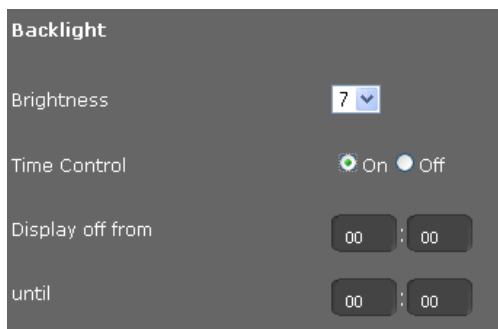 Backlight
Brightness 7
Time Control On Off
Display off from 00 : 00
until 00 : 00